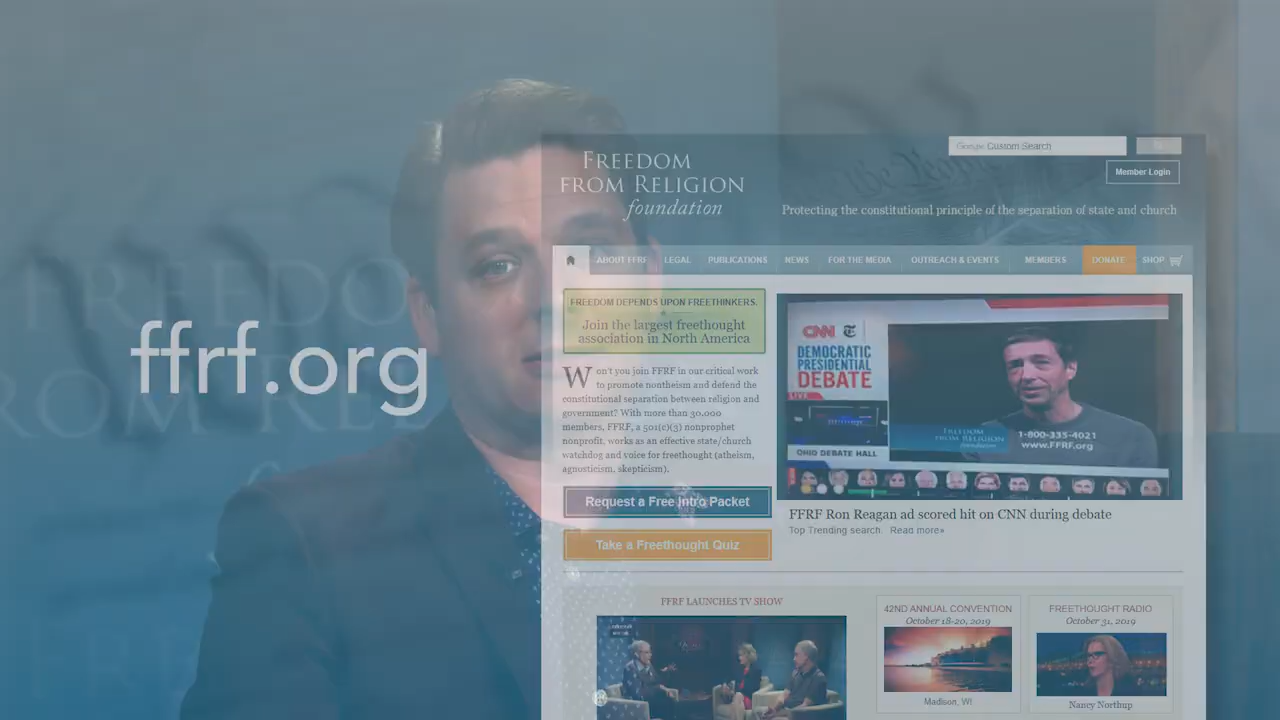 FREEDOM
FROM RELIGION
foundation
Google Custom Search
Member Login
Protecting the constitutional principle of the separation of state and church
ABOUT FFRF LEGAL PUBLICATIONS NEWS FOR THE MEDIA OUTREACH & EVENTS MEMBERS DONATE SHOP
FREEDOM DEPENDS UPON FREETHINKERS.
Join the largest freethought
association in North America
Won't you join FFRF in our critical work
to promote nontheism and defend the
constitutional separation between religion and
government? With more than 30,000
members, FFRF, a 501(c)(3) nonprophet
nonprofit, works as an effective state/church
watchdog and voice for freethought (atheism,
agnosticism, skepticism).
Request a Free Intro Packet
Take a Freethought Quiz
CNN
DEMOCRATIC
PRESIDENTIAL
DEBATE
LIVE
OHIO DEBATE HALL
FREEDOM
FROM RELIGION
foundation
1-800-335-4021
www.FFRF.org
FFRF Ron Reagan ad scored hit on CNN during debate
Top Trending search. Read more»
FFRF LAUNCHES TV SHOW
42ND ANNUAL CONVENTION
October 18-20, 2019
Madison, WI
FREETHOUGHT RADIO
October 31, 2019
Nancy Northup
ffrf.org
FREEDO
ROM REL